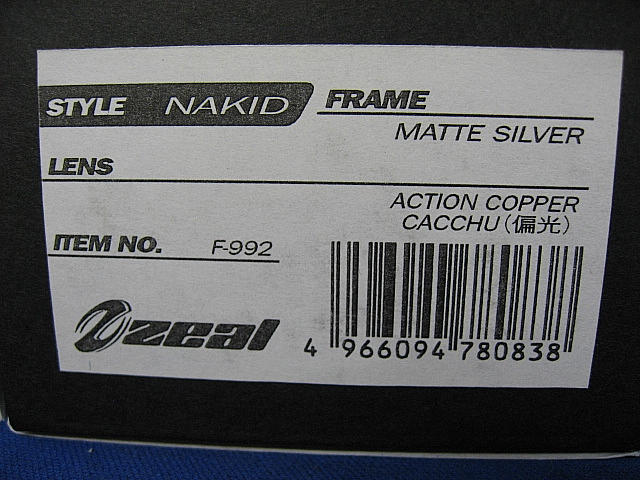 STYLE NAKID
FRAME
MATTE SILVER
LENS
ACTION COPPER
CACCHU(偏光)
ITEM NO. F-992
zeal
4 966094 780838